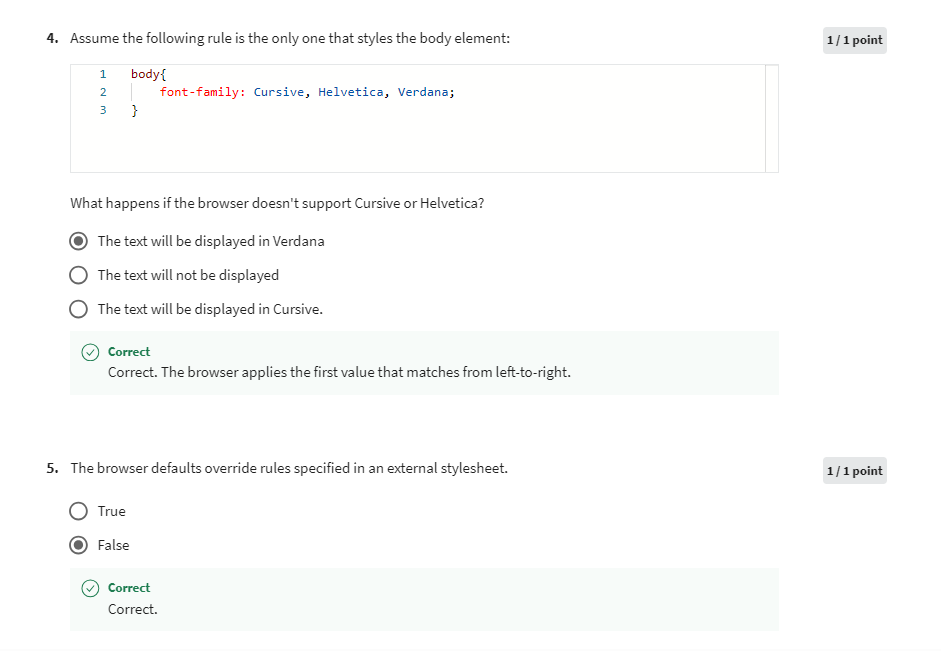 4. Assume the following rule is the only one that styles the body element:
1 / 1 point
1 body{
2 font-family: Cursive, Helvetica, Verdana;
3 }
What happens if the browser doesn't support Cursive or Helvetica?
The text will be displayed in Verdana
The text will not be displayed
The text will be displayed in Cursive.
Correct
Correct. The browser applies the first value that matches from left-to-right.
5. The browser defaults override rules specified in an external stylesheet.
1 / 1 point
True
False
Correct
Correct.